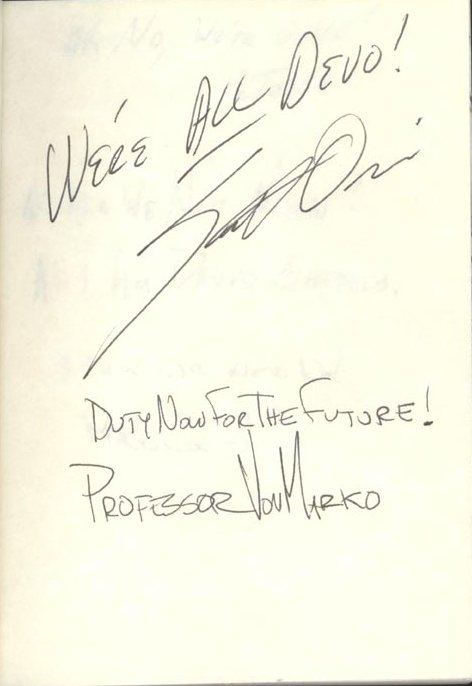 WE'RE ALL DEVO!
DUTY NOW FOR THE FUTURE!
PROFESSOR VON MARKO